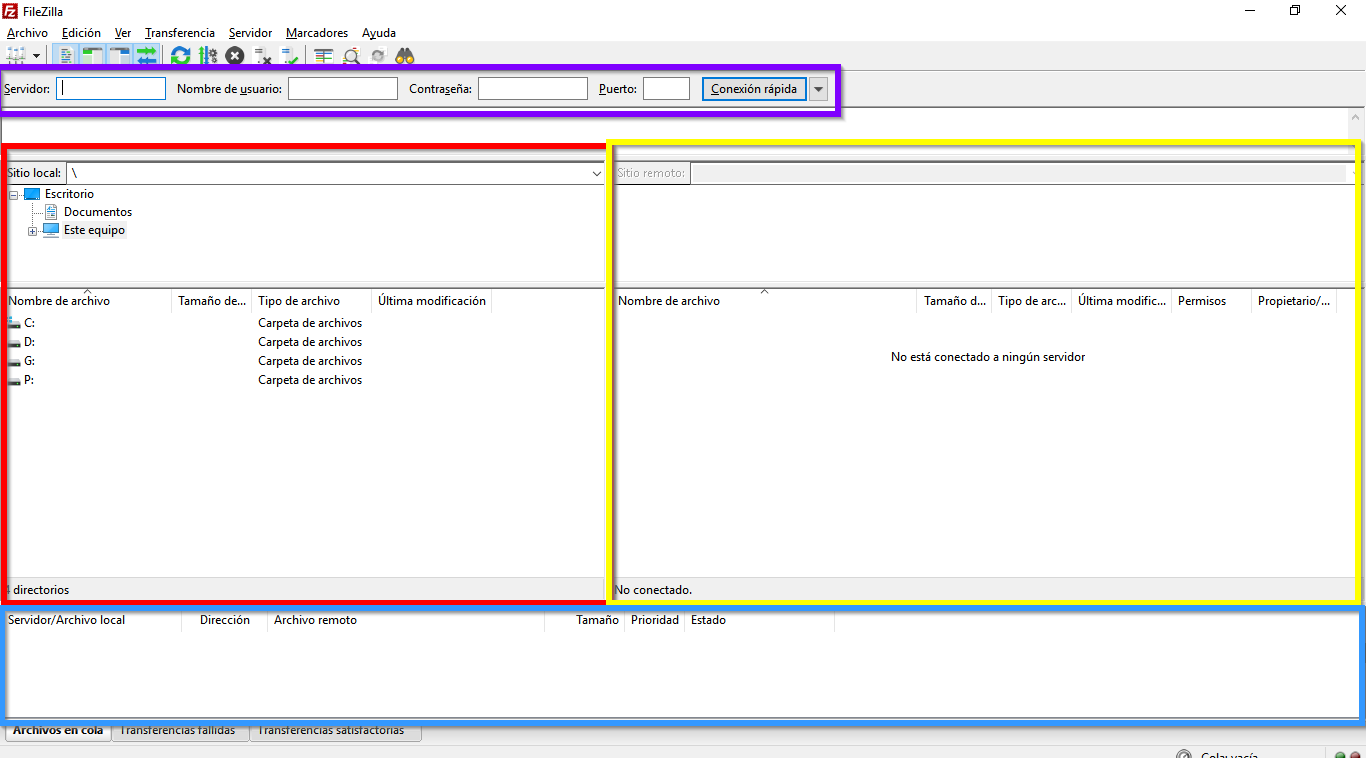 FileZilla
Archivo Edición Ver Transferencia Servidor Marcadores Ayuda
Servidor: Nombre de usuario: Contraseña: Puerto: Conexión rápida
Sitio local: \
Escritorio
Documentos
Este equipo
Nombre de archivo Tamaño de... Tipo de archivo Última modificación
C: Carpeta de archivos
D: Carpeta de archivos
G: Carpeta de archivos
P: Carpeta de archivos
4 directorios
Sitio remoto:
Nombre de archivo Tamaño d... Tipo de arc... Última modific... Permisos Propietario/...
No está conectado a ningún servidor
No conectado.
Servidor/Archivo local Dirección Archivo remoto Tamaño Prioridad Estado
Archivos en cola Transferencias fallidas Transferencias satisfactorias
Cola: vacía